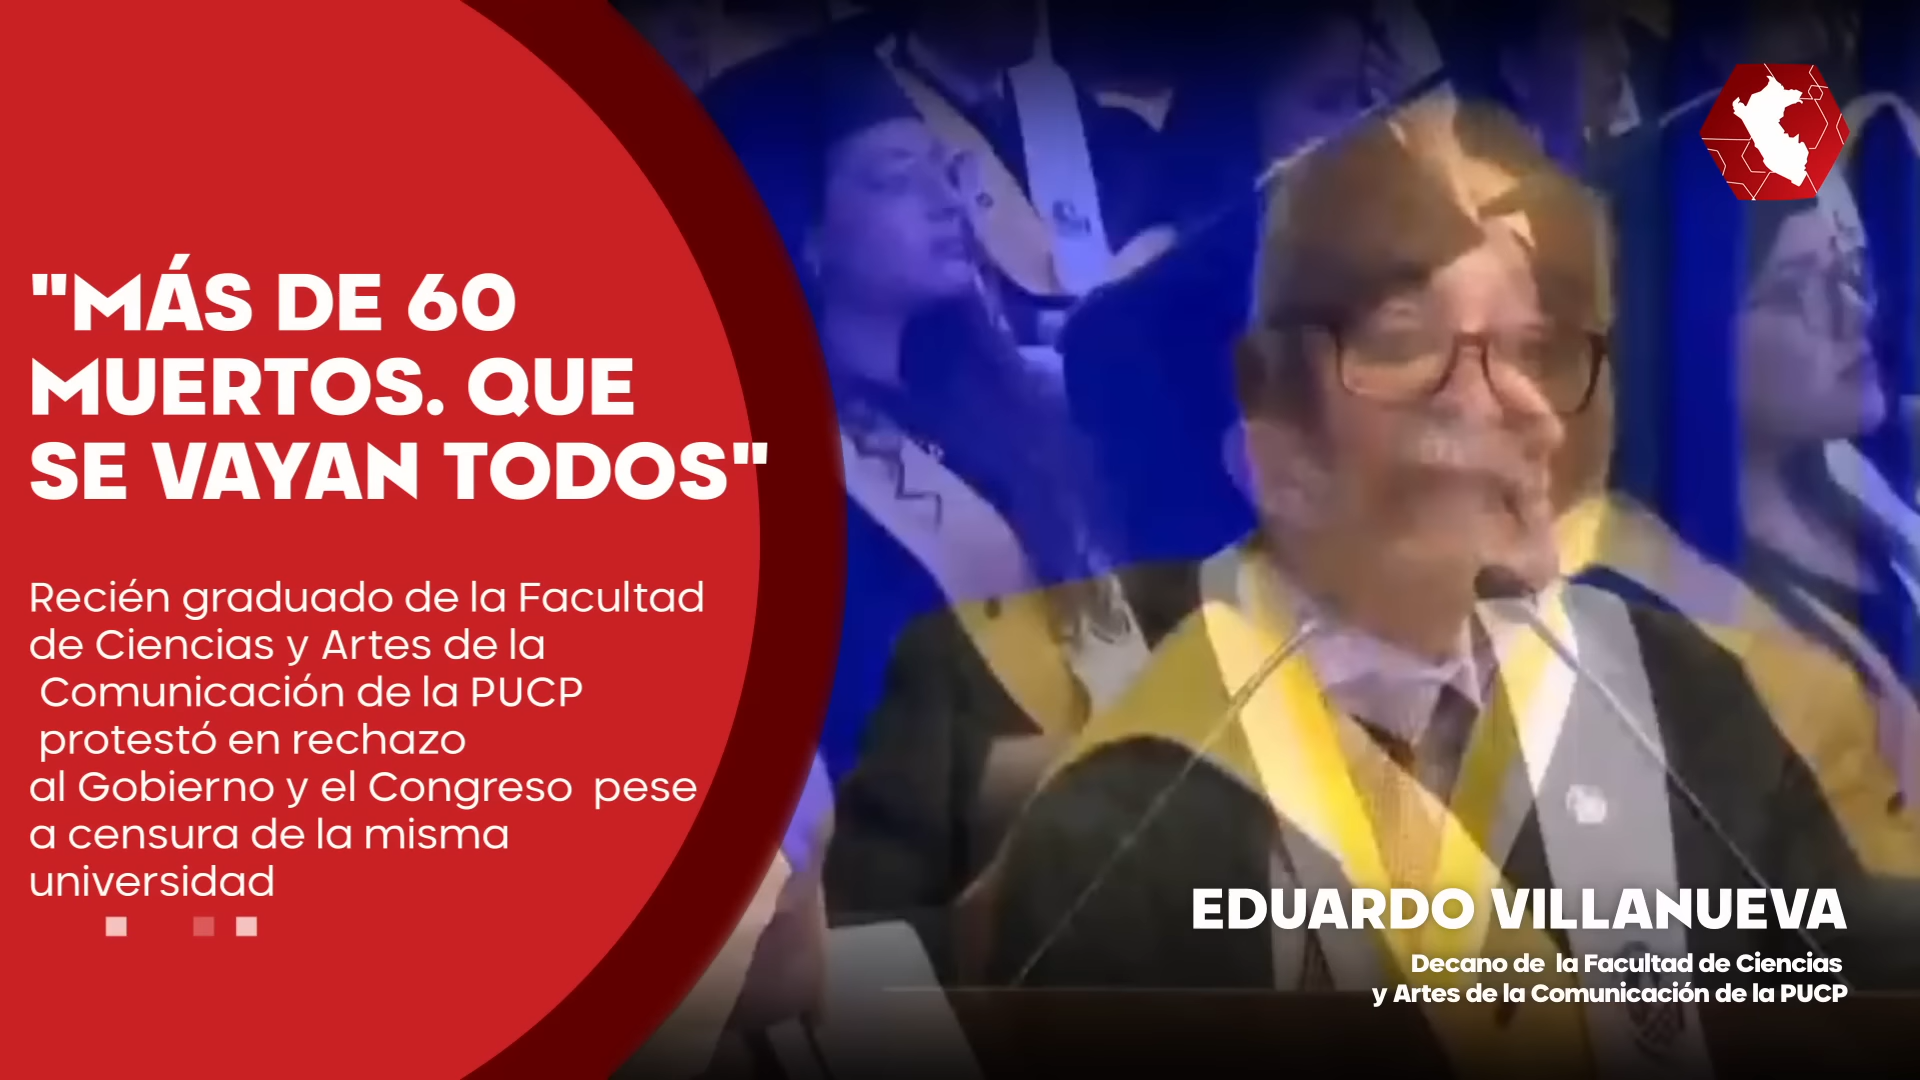 "MÁS DE 60
MUERTOS. QUE
SE VAYAN TODOS"
Recién graduado de la Facultad
de Ciencias y Artes de la
Comunicación de la PUCP
protestó en rechazo
al Gobierno y el Congreso pese
a censura de la misma
universidad
EDUARDO VILLANUEVA
Decano de la Facultad de Ciencias
y Artes de la Comunicación de la PUCP